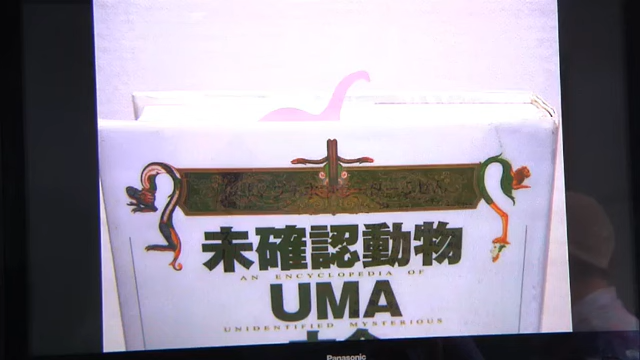 未確認動物
AN ENCYCLOPEDIA OF
UMA
UNIDENTIFIED MYSTERIOUS
Panasonic